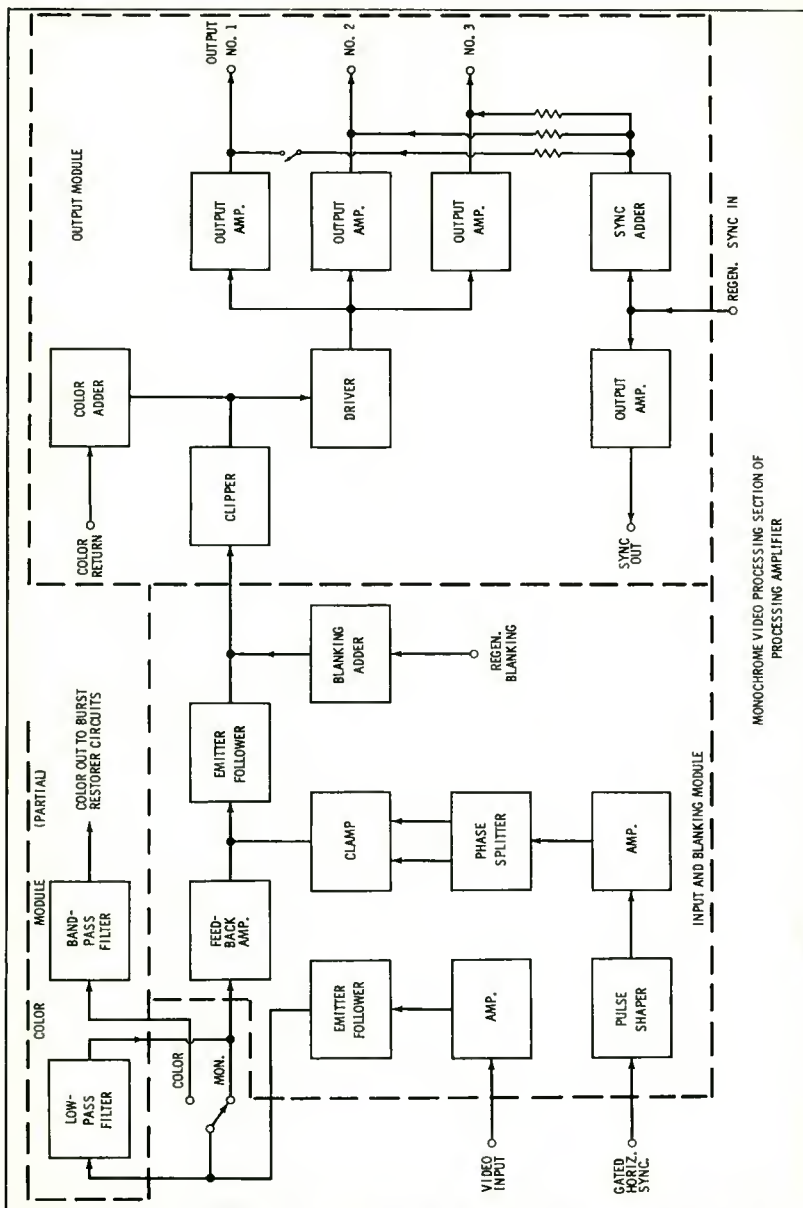 COLOR
MODULE
(PARTIAL)
LOW-
PASS
FILTER
BAND-
PASS
FILTER
COLOR OUT TO BURST
RESTORER CIRCUITS
COLOR
MON.
FEED-
BACK
AMP.
EMITTER
FOLLOWER
EMITTER
FOLLOWER
CLAMP
BLANKING
ADDER
AMP.
PHASE
SPLITTER
REGEN.
BLANKING
PULSE
SHAPER
AMP.
VIDEO
INPUT
GATED
HORIZ.
SYNC.
INPUT AND BLANKING MODULE
OUTPUT MODULE
COLOR
RETURN
COLOR
ADDER
CLIPPER
DRIVER
OUTPUT
AMP.
OUTPUT
AMP.
OUTPUT
AMP.
OUTPUT
NO. 1
NO. 2
NO. 3
SYNC
OUT
OUTPUT
AMP.
SYNC
ADDER
REGEN. SYNC IN
MONOCHROME VIDEO PROCESSING SECTION OF
PROCESSING AMPLIFIER